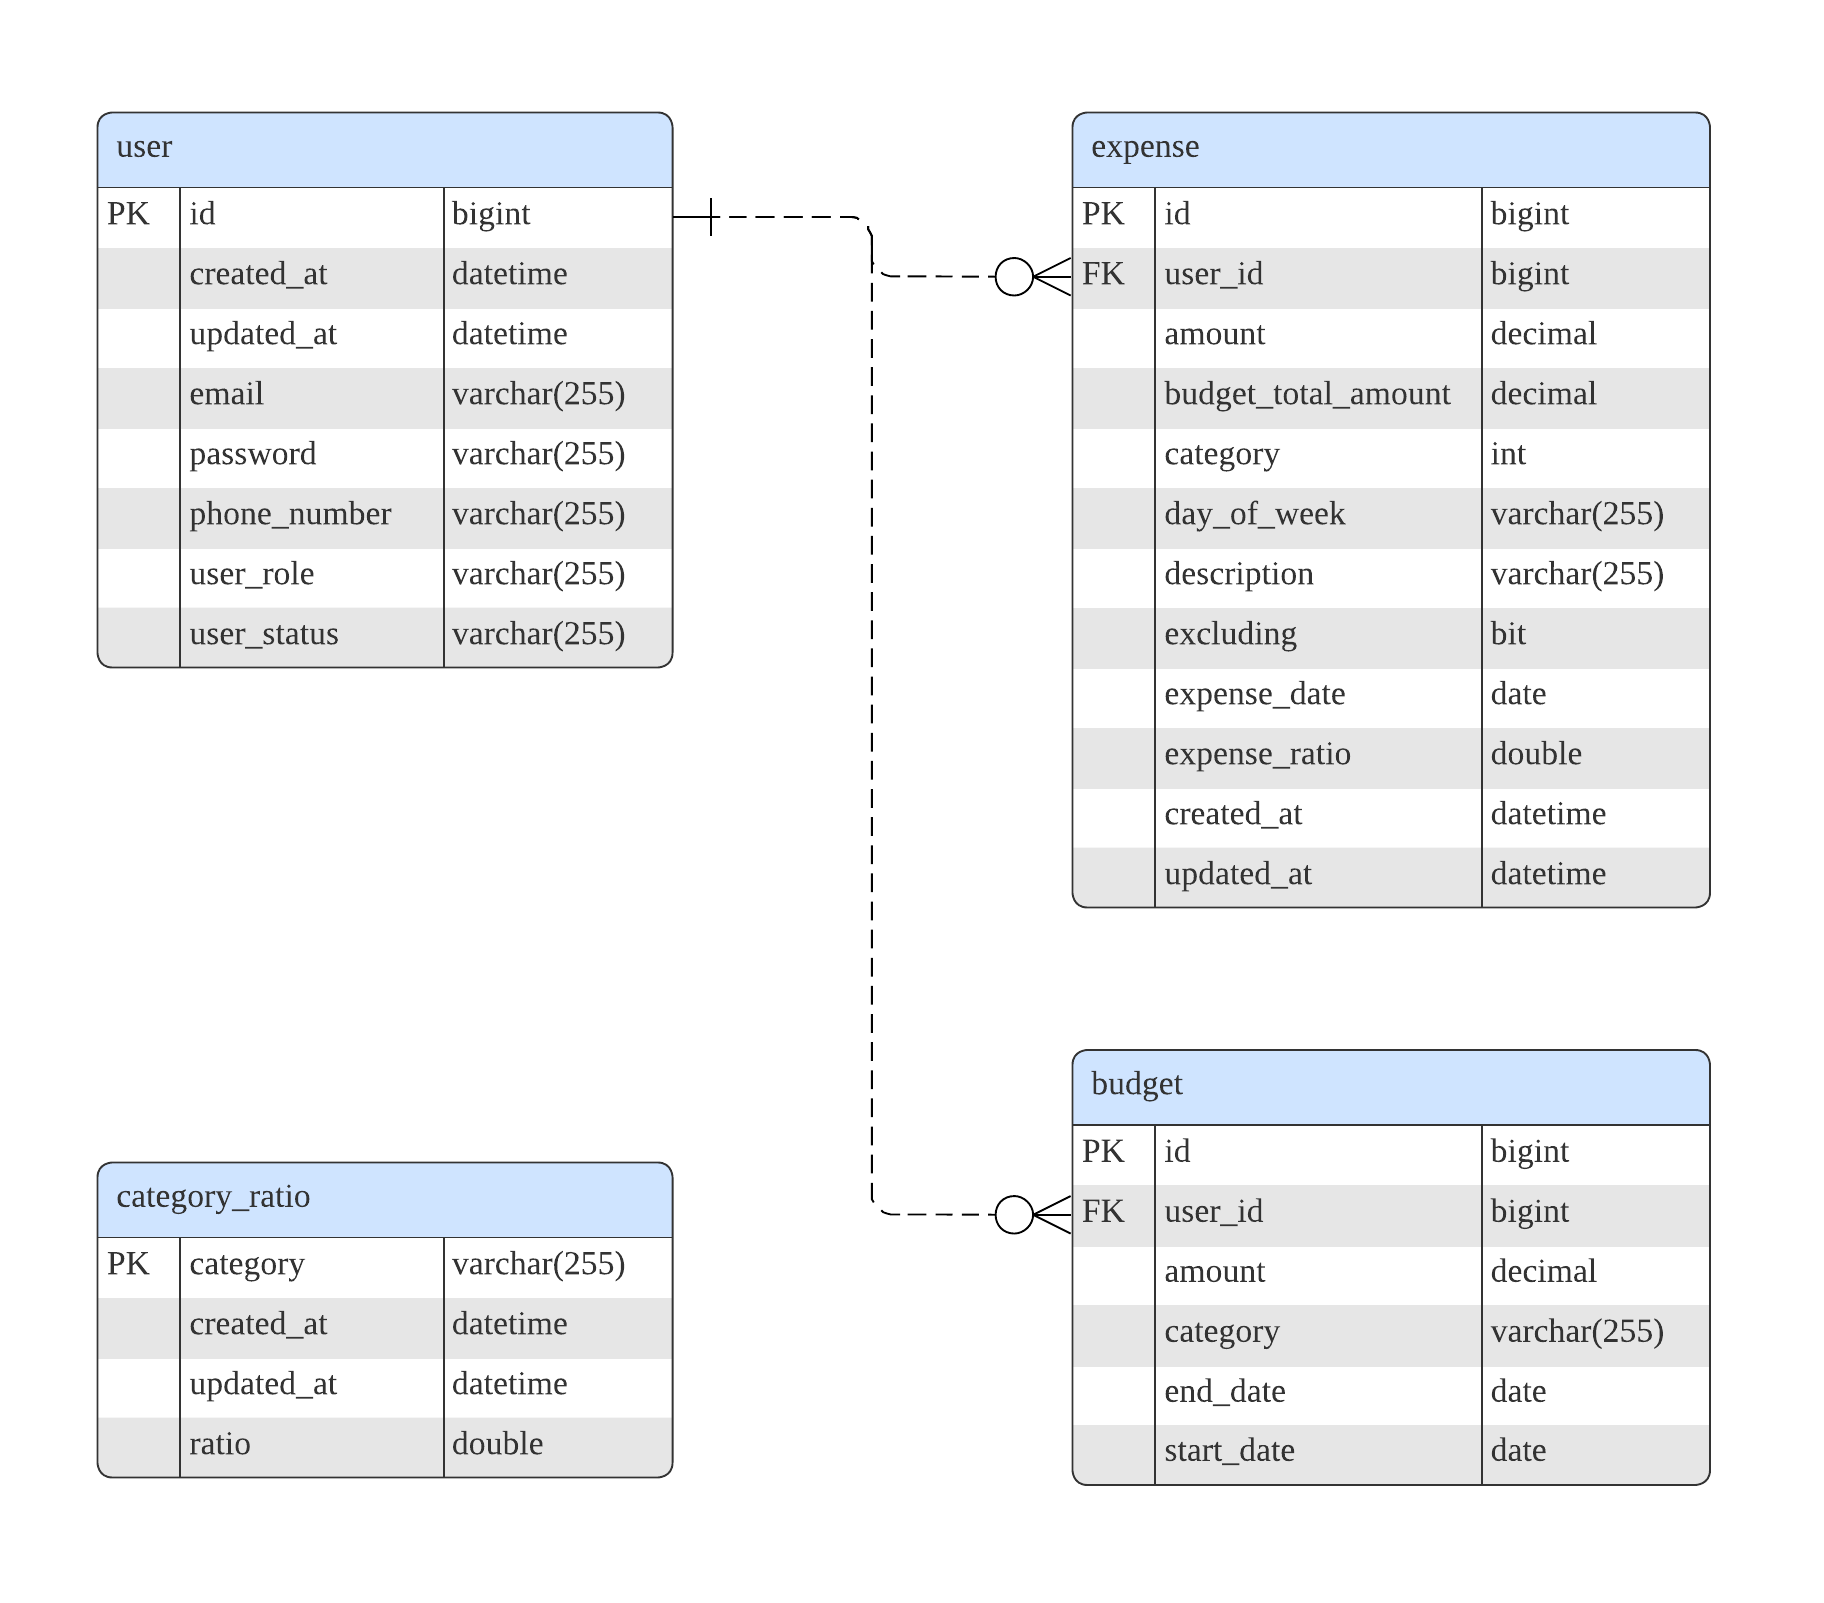 user
PK id bigint
created_at datetime
updated_at datetime
email varchar(255)
password varchar(255)
phone_number varchar(255)
user_role varchar(255)
user_status varchar(255)
expense
PK id bigint
FK user_id bigint
amount decimal
budget_total_amount decimal
category int
day_of_week varchar(255)
description varchar(255)
excluding bit
expense_date date
expense_ratio double
created_at datetime
updated_at datetime
category_ratio
PK category varchar(255)
created_at datetime
updated_at datetime
ratio double
budget
PK id bigint
FK user_id bigint
amount decimal
category varchar(255)
end_date date
start_date date